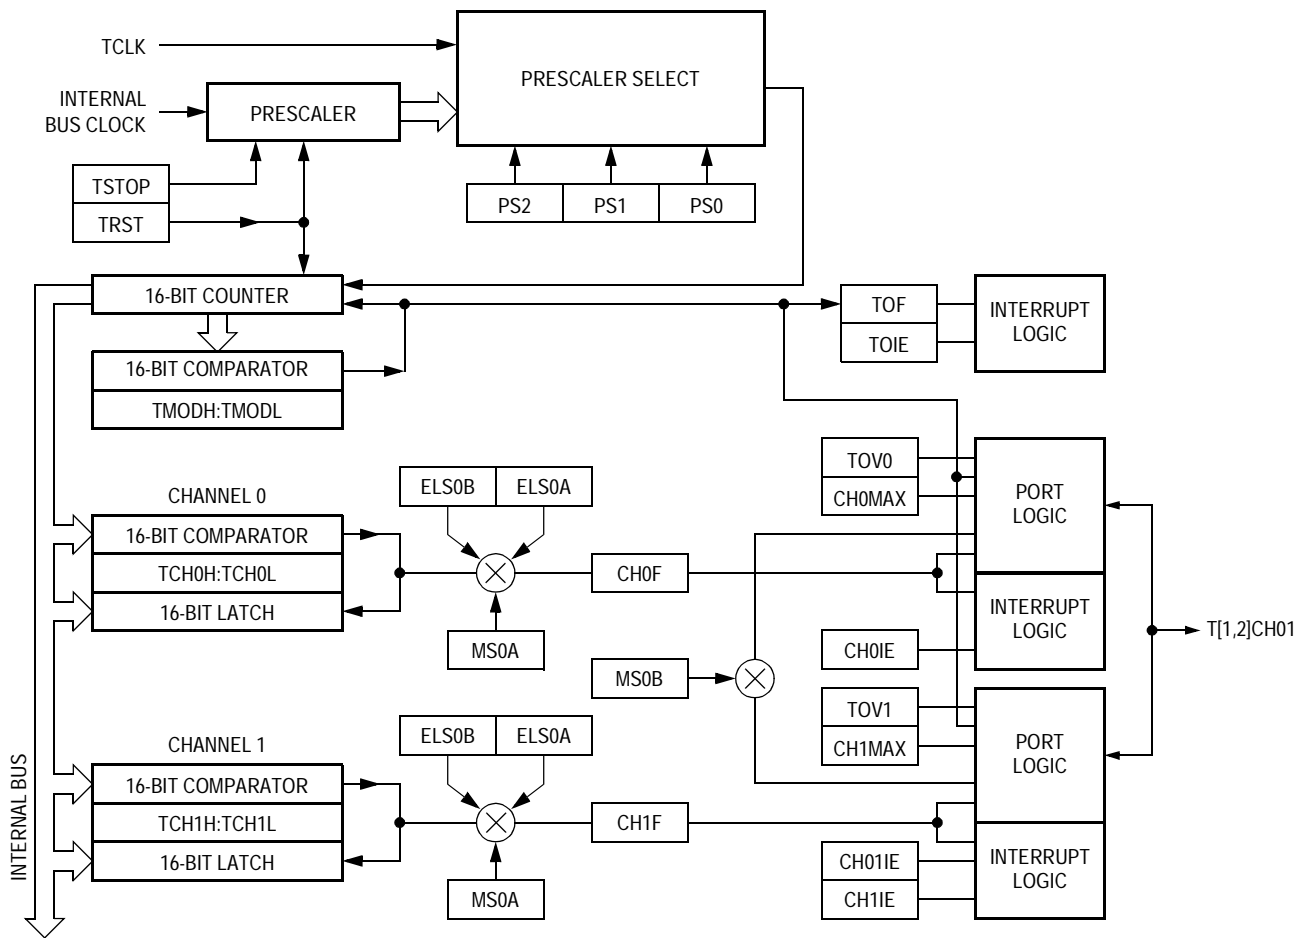 TCLK
PRESCALER SELECT
INTERNAL
BUS CLOCK
PRESCALER
TSTOP
TRST
PS2
PS1
PS0
16-BIT COUNTER
TOF
TOIE
INTERRUPT
LOGIC
16-BIT COMPARATOR
TMODH:TMODL
CHANNEL 0
16-BIT COMPARATOR
TCH0H:TCH0L
16-BIT LATCH
ELS0B
ELS0A
MS0A
CH0F
TOV0
CH0MAX
PORT
LOGIC
INTERRUPT
LOGIC
CH0IE
MS0B
T[1,2]CH01
CHANNEL 1
16-BIT COMPARATOR
TCH1H:TCH1L
16-BIT LATCH
ELS0B
ELS0A
MS0A
CH1F
TOV1
CH1MAX
PORT
LOGIC
INTERRUPT
LOGIC
CH01IE
CH1IE
INTERNAL BUS